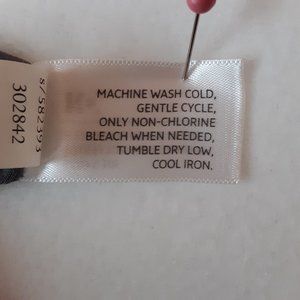 MACHINE WASH COLD,
GENTLE CYCLE,
ONLY NON-CHLORINE
BLEACH WHEN NEEDED,
TUMBLE DRY LOW,
COOL IRON.
302842